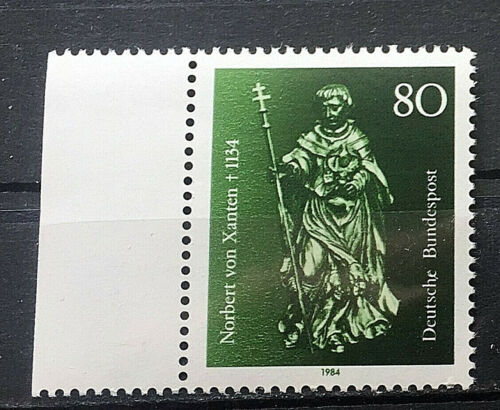 80
Norbert von Xanten † 1134
Deutsche Bundespost
1984